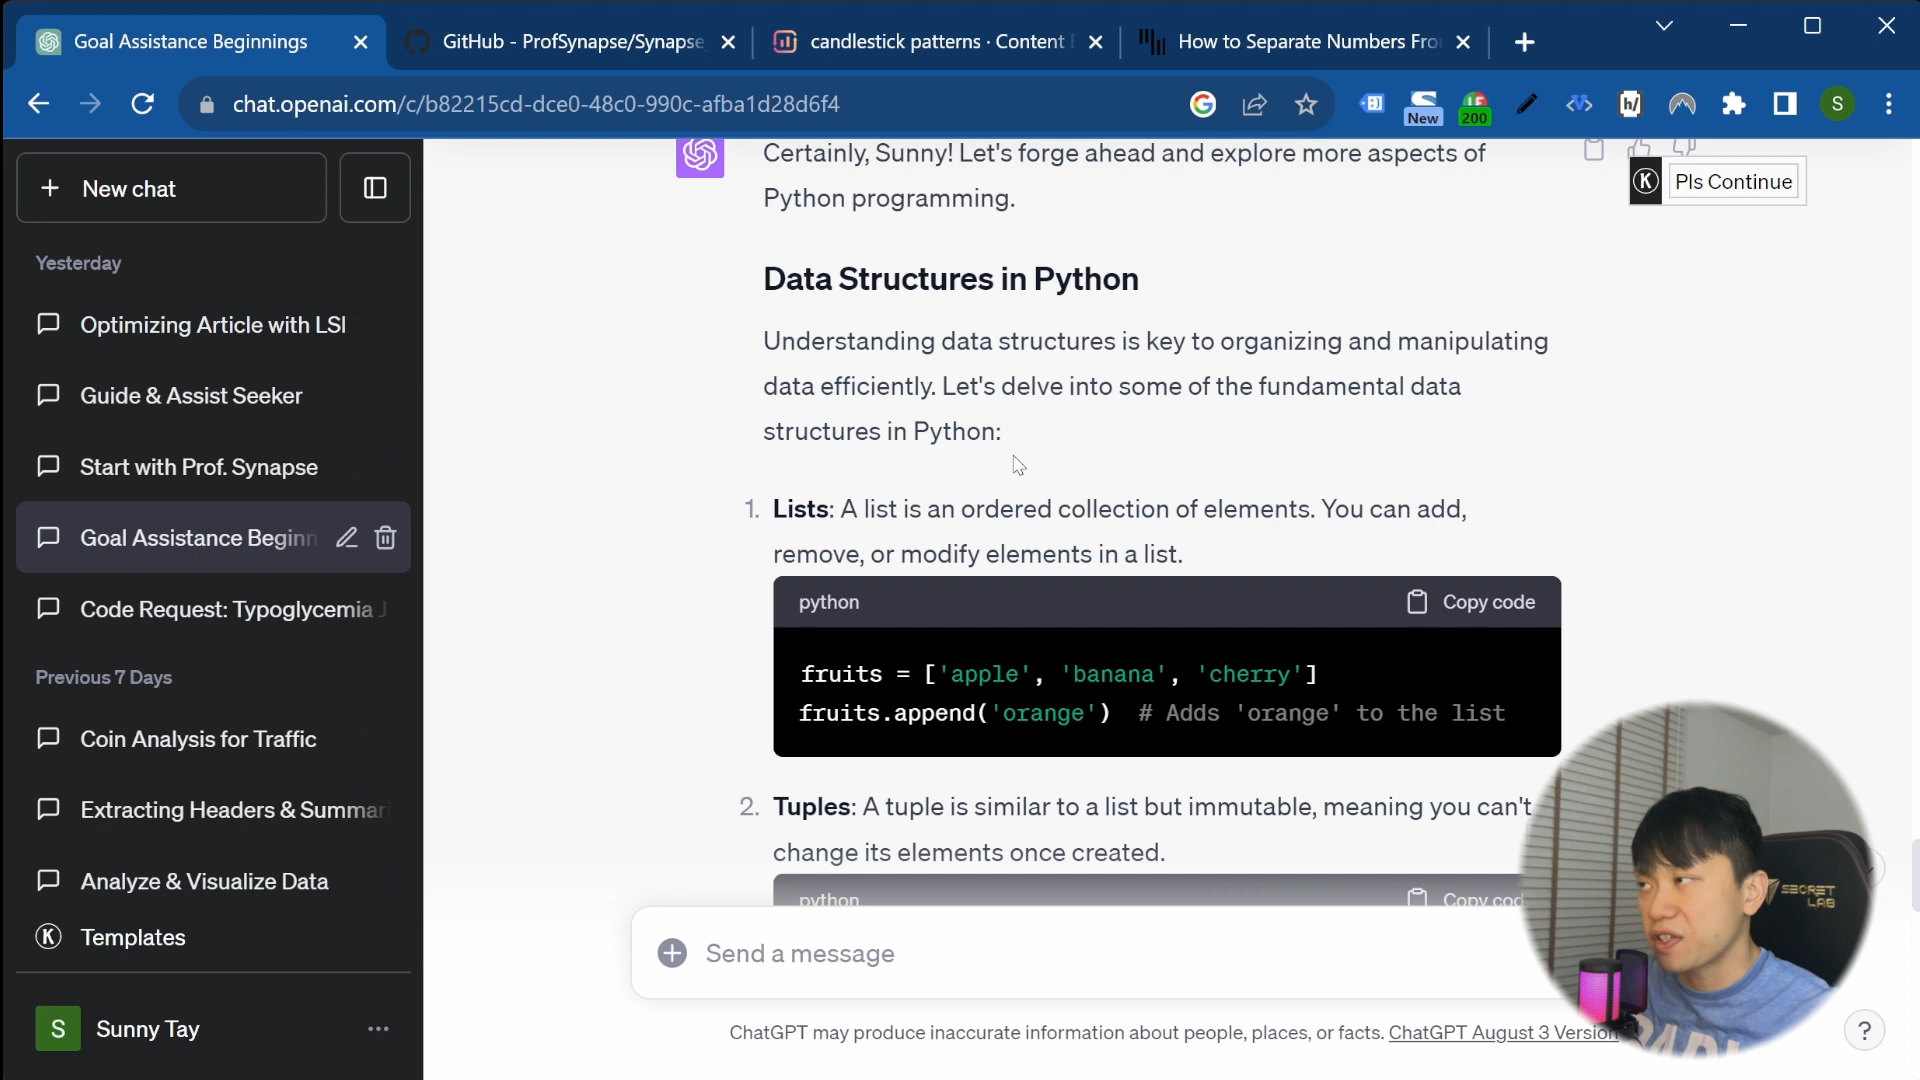 Goal Assistance Beginnings
GitHub - ProfSynapse/Synapse
candlestick patterns · Content
How to Separate Numbers Fro
chat.openai.com/c/b82215cd-dce0-48c0-990c-afba1d28d6f4
New
200
h/
S
New chat
Yesterday
Optimizing Article with LSI
Guide & Assist Seeker
Start with Prof. Synapse
Goal Assistance Beginn
Code Request: Typoglycemia J
Previous 7 Days
Coin Analysis for Traffic
Extracting Headers & Summari
Analyze & Visualize Data
K Templates
S Sunny Tay
Certainly, Sunny! Let's forge ahead and explore more aspects of
Python programming.
K Pls Continue
Data Structures in Python
Understanding data structures is key to organizing and manipulating
data efficiently. Let's delve into some of the fundamental data
structures in Python:
1. Lists: A list is an ordered collection of elements. You can add,
remove, or modify elements in a list.
python Copy code
fruits = ['apple', 'banana', 'cherry']
fruits.append('orange') # Adds 'orange' to the list
2. Tuples: A tuple is similar to a list but immutable, meaning you can't
change its elements once created.
python Copy cod
Send a message
ChatGPT may produce inaccurate information about people, places, or facts. ChatGPT August 3 Version
?
SECRET
LAB